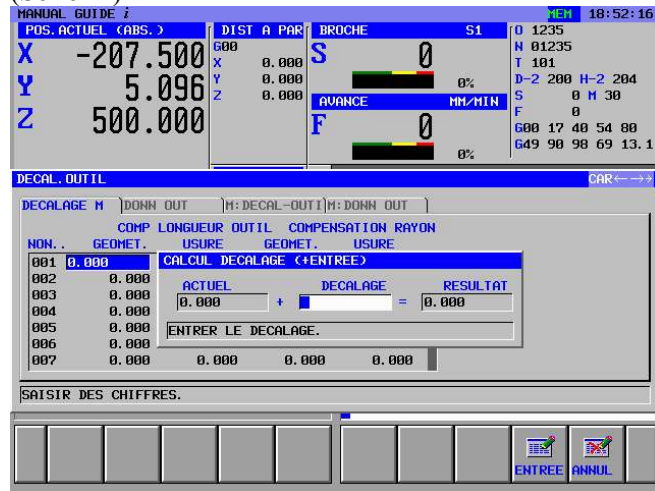 MANUAL GUIDE i MEM 18:52:16
POS.ACTUEL (ABS.) DIST A PAR BROCHE S1 O 1235
X -207.500 G00 S 0 N 01235
X 0.000 T 101
Y 5.096 Y 0.000 0% D-2 200 H-2 204
Z 0.000 AVANCE MM/MIN S 0 M 30
Z 500.000 F 0 F 0
G00 17 40 54 80
0% G49 90 98 69 13.1
DECAL.OUTIL CAR←→→
DECALAGE M DONN OUT M:DECAL-OUTI M:DONN OUT
COMP LONGUEUR OUTIL COMPENSATION RAYON
NON.. GEOMET. USURE GEOMET. USURE
001 0.000 CALCUL DECALAGE (+ENTREE)
002 0.000 ACTUEL DECALAGE RESULTAT
003 0.000 0.000 + = 0.000
004 0.000
005 0.000 ENTRER LE DECALAGE.
006 0.000
007 0.000 0.000 0.000 0.000
SAISIR DES CHIFFRES.
ENTREE ANNUL